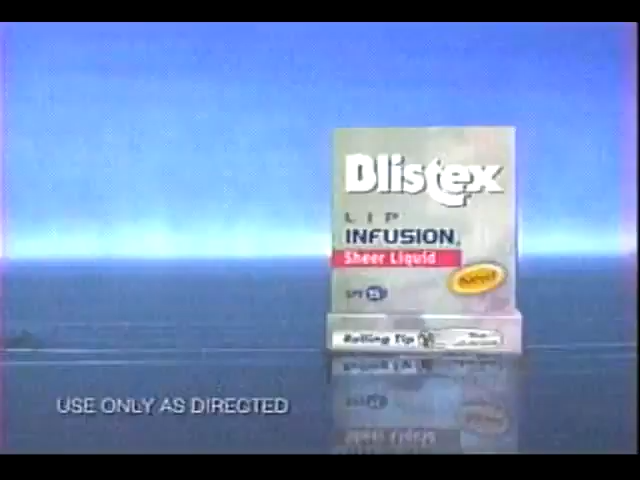 Blistex
LIP
INFUSION
Sheer Liquid
SPF 15
Rolling Tip
USE ONLY AS DIRECTED